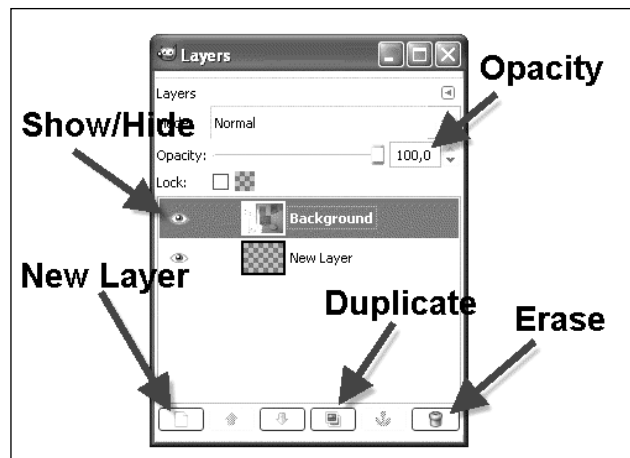 Layers
Opacity
Layers
Show/Hide
Normal
Opacity:
100,0
Lock:
Background
New Layer
New Layer
Duplicate
Erase